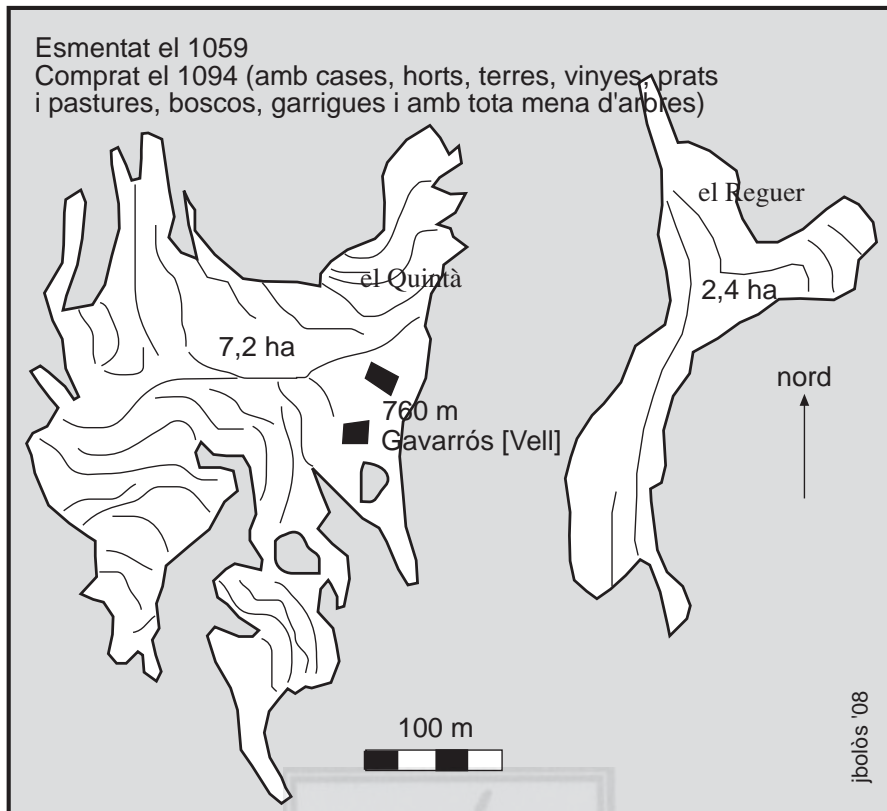 Esmentat el 1059
Comprat el 1094 (amb cases, horts, terres, vinyes, prats
i pastures, boscos, garrigues i amb tota mena d'arbres)
el Reguer
el Quintà
2,4 ha
7,2 ha
nord
760 m
Gavarrós [Vell]
100 m
jbolòs '08